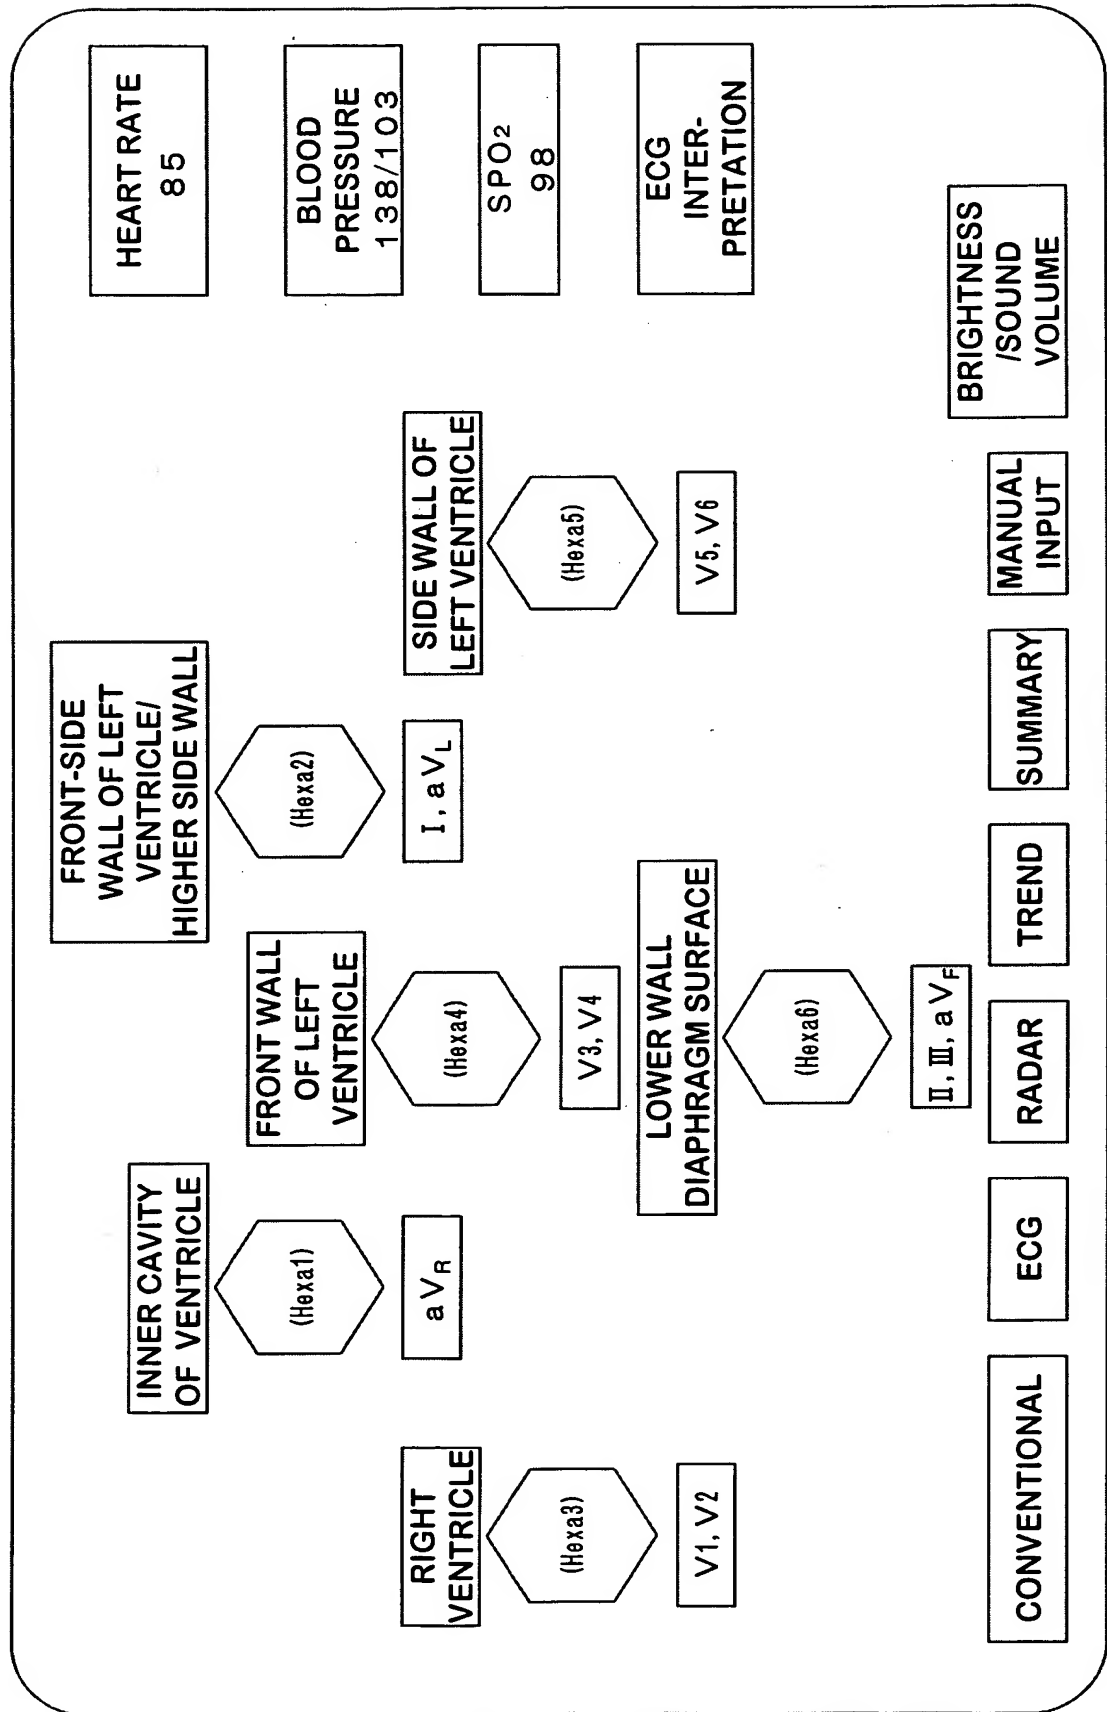 INNER CAVITY
OF VENTRICLE
(Hexa1)
aVR
FRONT-SIDE
WALL OF LEFT
VENTRICLE/
HIGHER SIDE WALL
(Hexa2)
I, aVL
HEART RATE
85
BLOOD
PRESSURE
138/103
SPO2
98
ECG
INTER-
PRETATION
RIGHT
VENTRICLE
(Hexa3)
V1, V2
FRONT WALL
OF LEFT
VENTRICLE
(Hexa4)
V3, V4
SIDE WALL OF
LEFT VENTRICLE
(Hexa5)
V5, V6
LOWER WALL
DIAPHRAGM SURFACE
(Hexa6)
II, III, aVF
CONVENTIONAL
ECG
RADAR
TREND
SUMMARY
MANUAL
INPUT
BRIGHTNESS
/SOUND
VOLUME